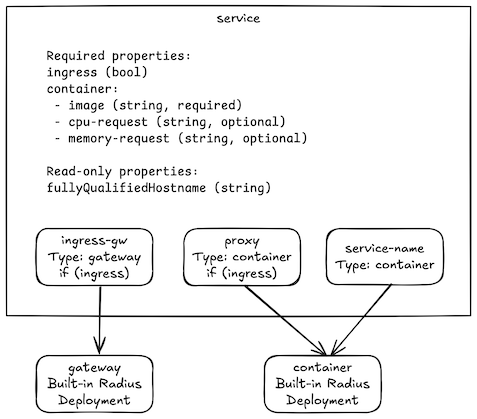 service
Required properties:
ingress (bool)
container:
- image (string, required)
- cpu-request (string, optional)
- memory-request (string, optional)
Read-only properties:
fullyQualifiedHostname (string)
ingress-gw
Type: gateway
if (ingress)
proxy
Type: container
if (ingress)
service-name
Type: container
gateway
Built-in Radius
Deployment
container
Built-in Radius
Deployment